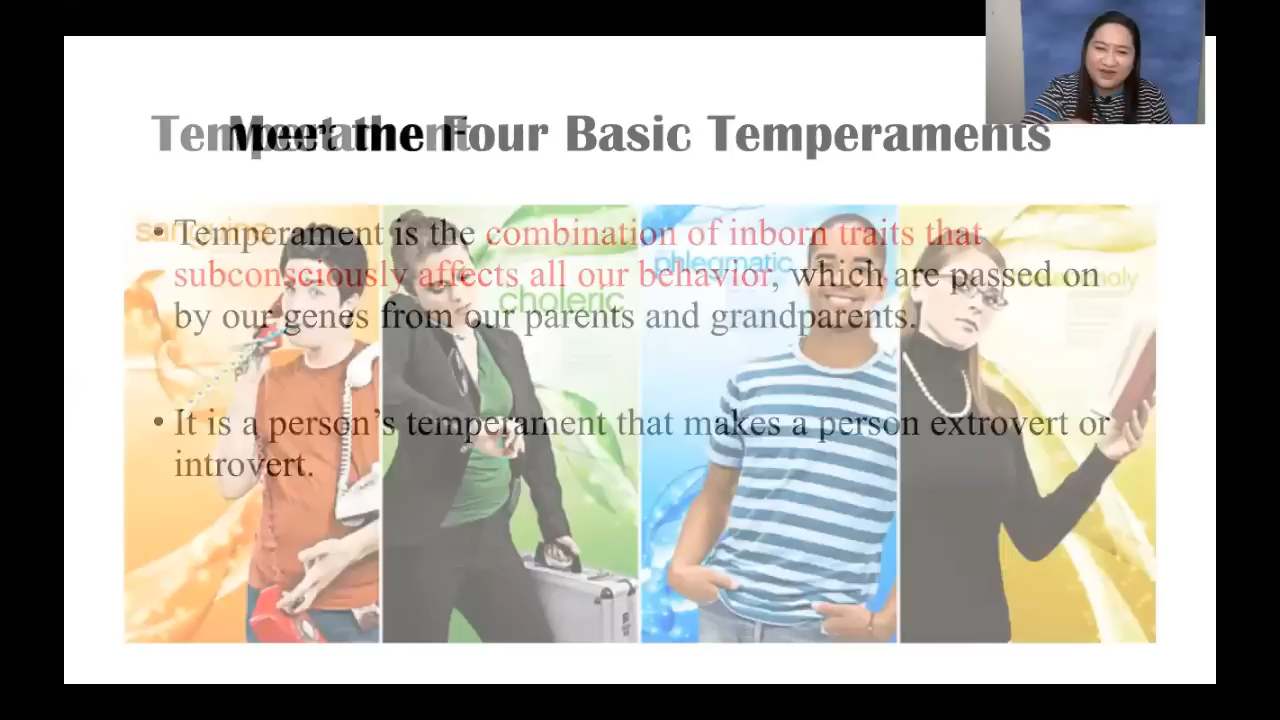 Temperament
Meet the Four Basic Temperaments
sanguine
• Temperament is the combination of inborn traits that
subconsciously affects all our behavior, which are passed on
by our genes from our parents and grandparents.
phlegmatic
choleric
• It is a person's temperament that makes a person extrovert or
introvert.